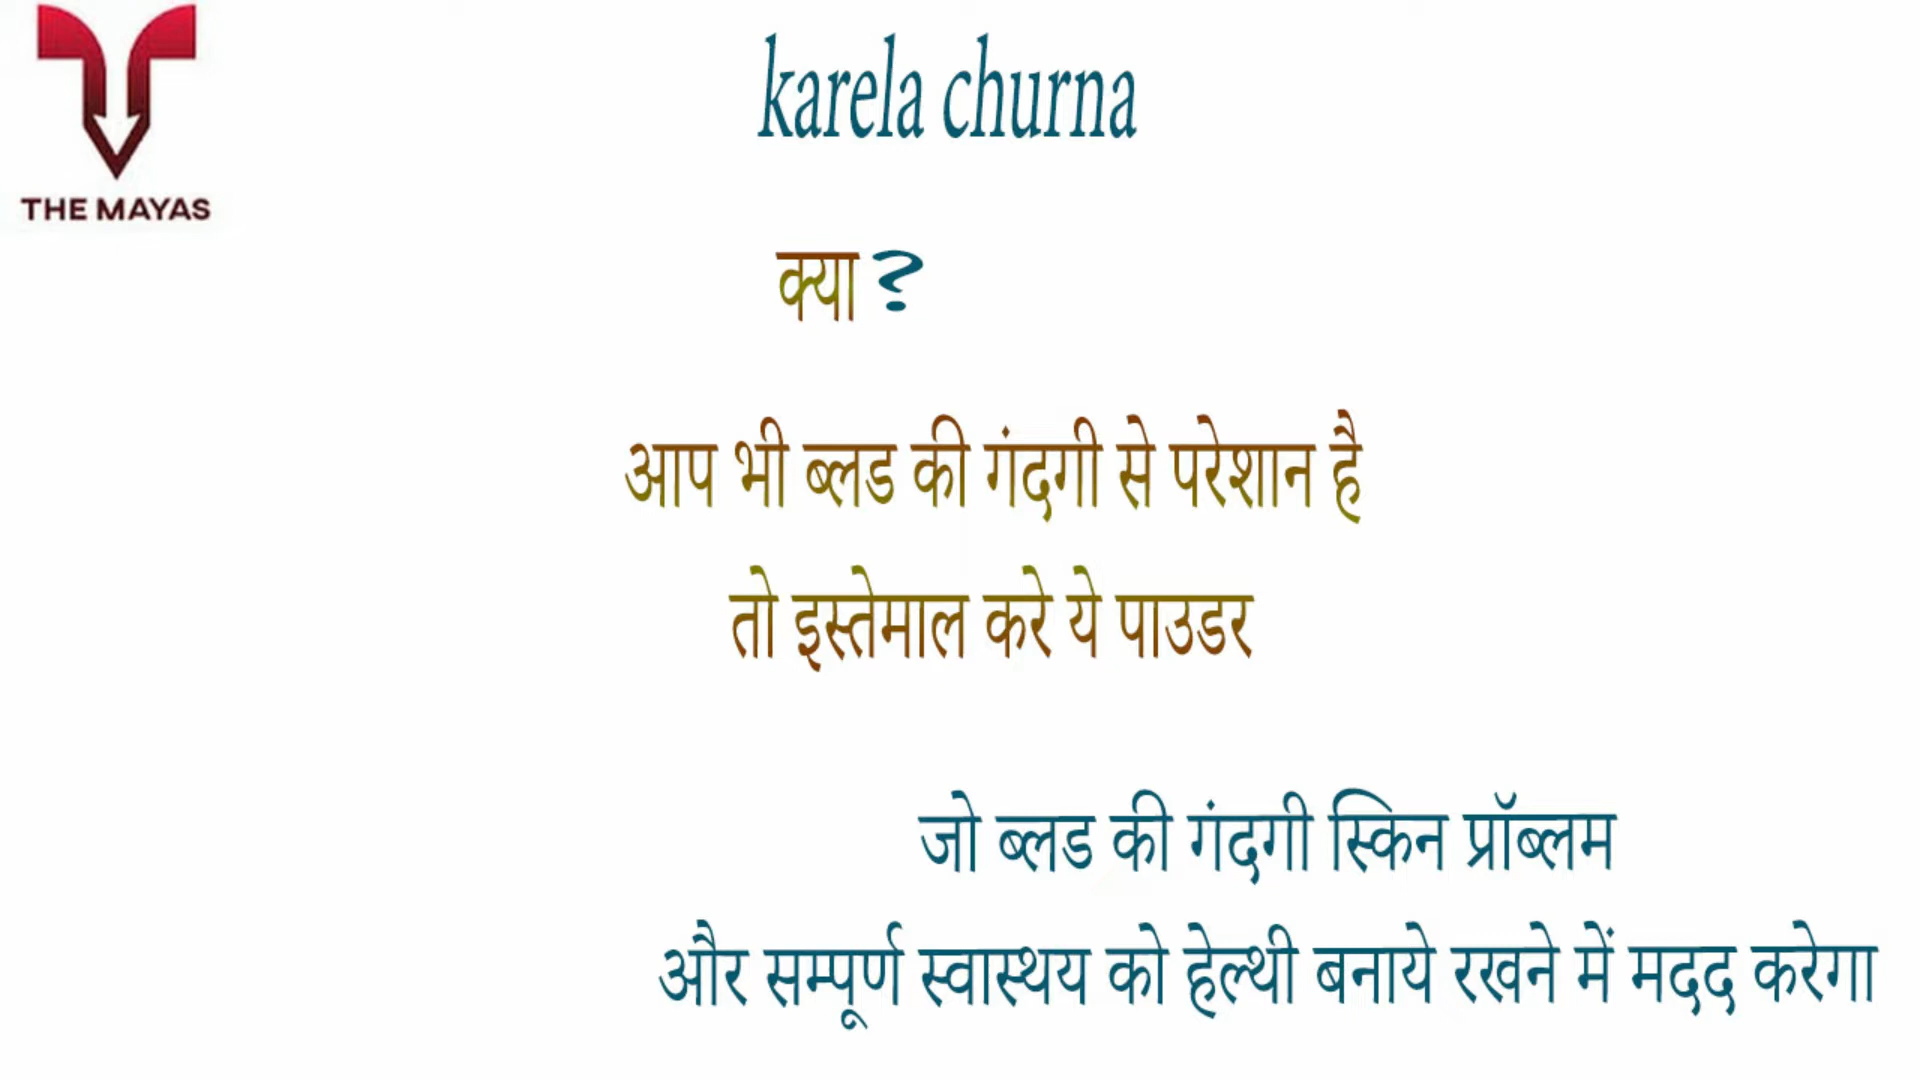 THE MAYAS
karela churna
क्या ?
आप भी ब्लड की गंदगी से परेशान है
तो इस्तेमाल करे ये पाउडर
जो ब्लड की गंदगी स्किन प्रॉब्लम
और सम्पूर्ण स्वास्थय को हेल्थी बनाये रखने में मदद करेगा